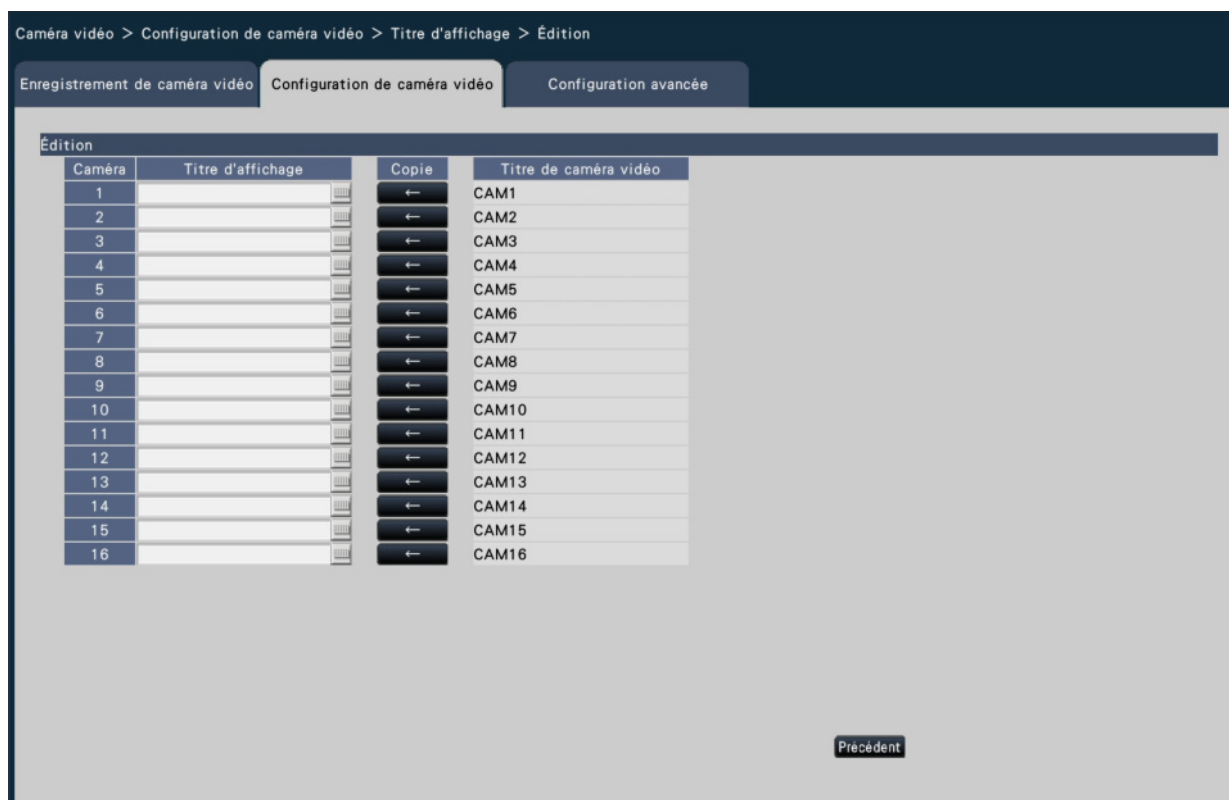 Caméra vidéo > Configuration de caméra vidéo > Titre d'affichage > Édition
Enregistrement de caméra vidéo Configuration de caméra vidéo Configuration avancée
Édition
Caméra Titre d'affichage Copie Titre de caméra vidéo
1 ← CAM1
2 ← CAM2
3 ← CAM3
4 ← CAM4
5 ← CAM5
6 ← CAM6
7 ← CAM7
8 ← CAM8
9 ← CAM9
10 ← CAM10
11 ← CAM11
12 ← CAM12
13 ← CAM13
14 ← CAM14
15 ← CAM15
16 ← CAM16
Précédent